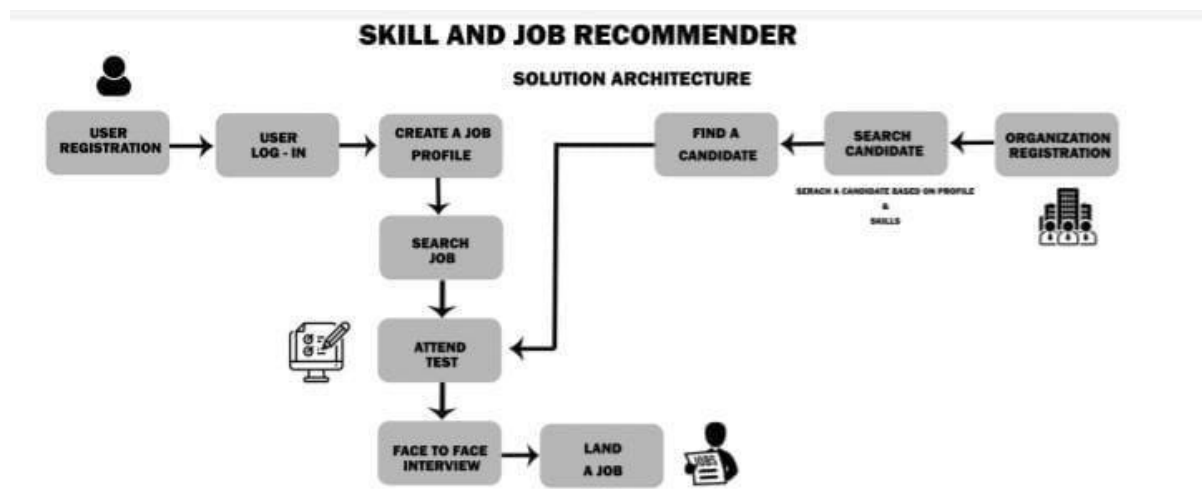 SKILL AND JOB RECOMMENDER
SOLUTION ARCHITECTURE
USER
REGISTRATION
USER
LOG - IN
CREATE A JOB
PROFILE
FIND A
CANDIDATE
SEARCH
CANDIDATE
ORGANIZATION
REGISTRATION
SERACH A CANDIDATE BASED ON PROFILE
&
SKILLS
SEARCH
JOB
ATTEND
TEST
FACE TO FACE
INTERVIEW
LAND
A JOB
JOBS